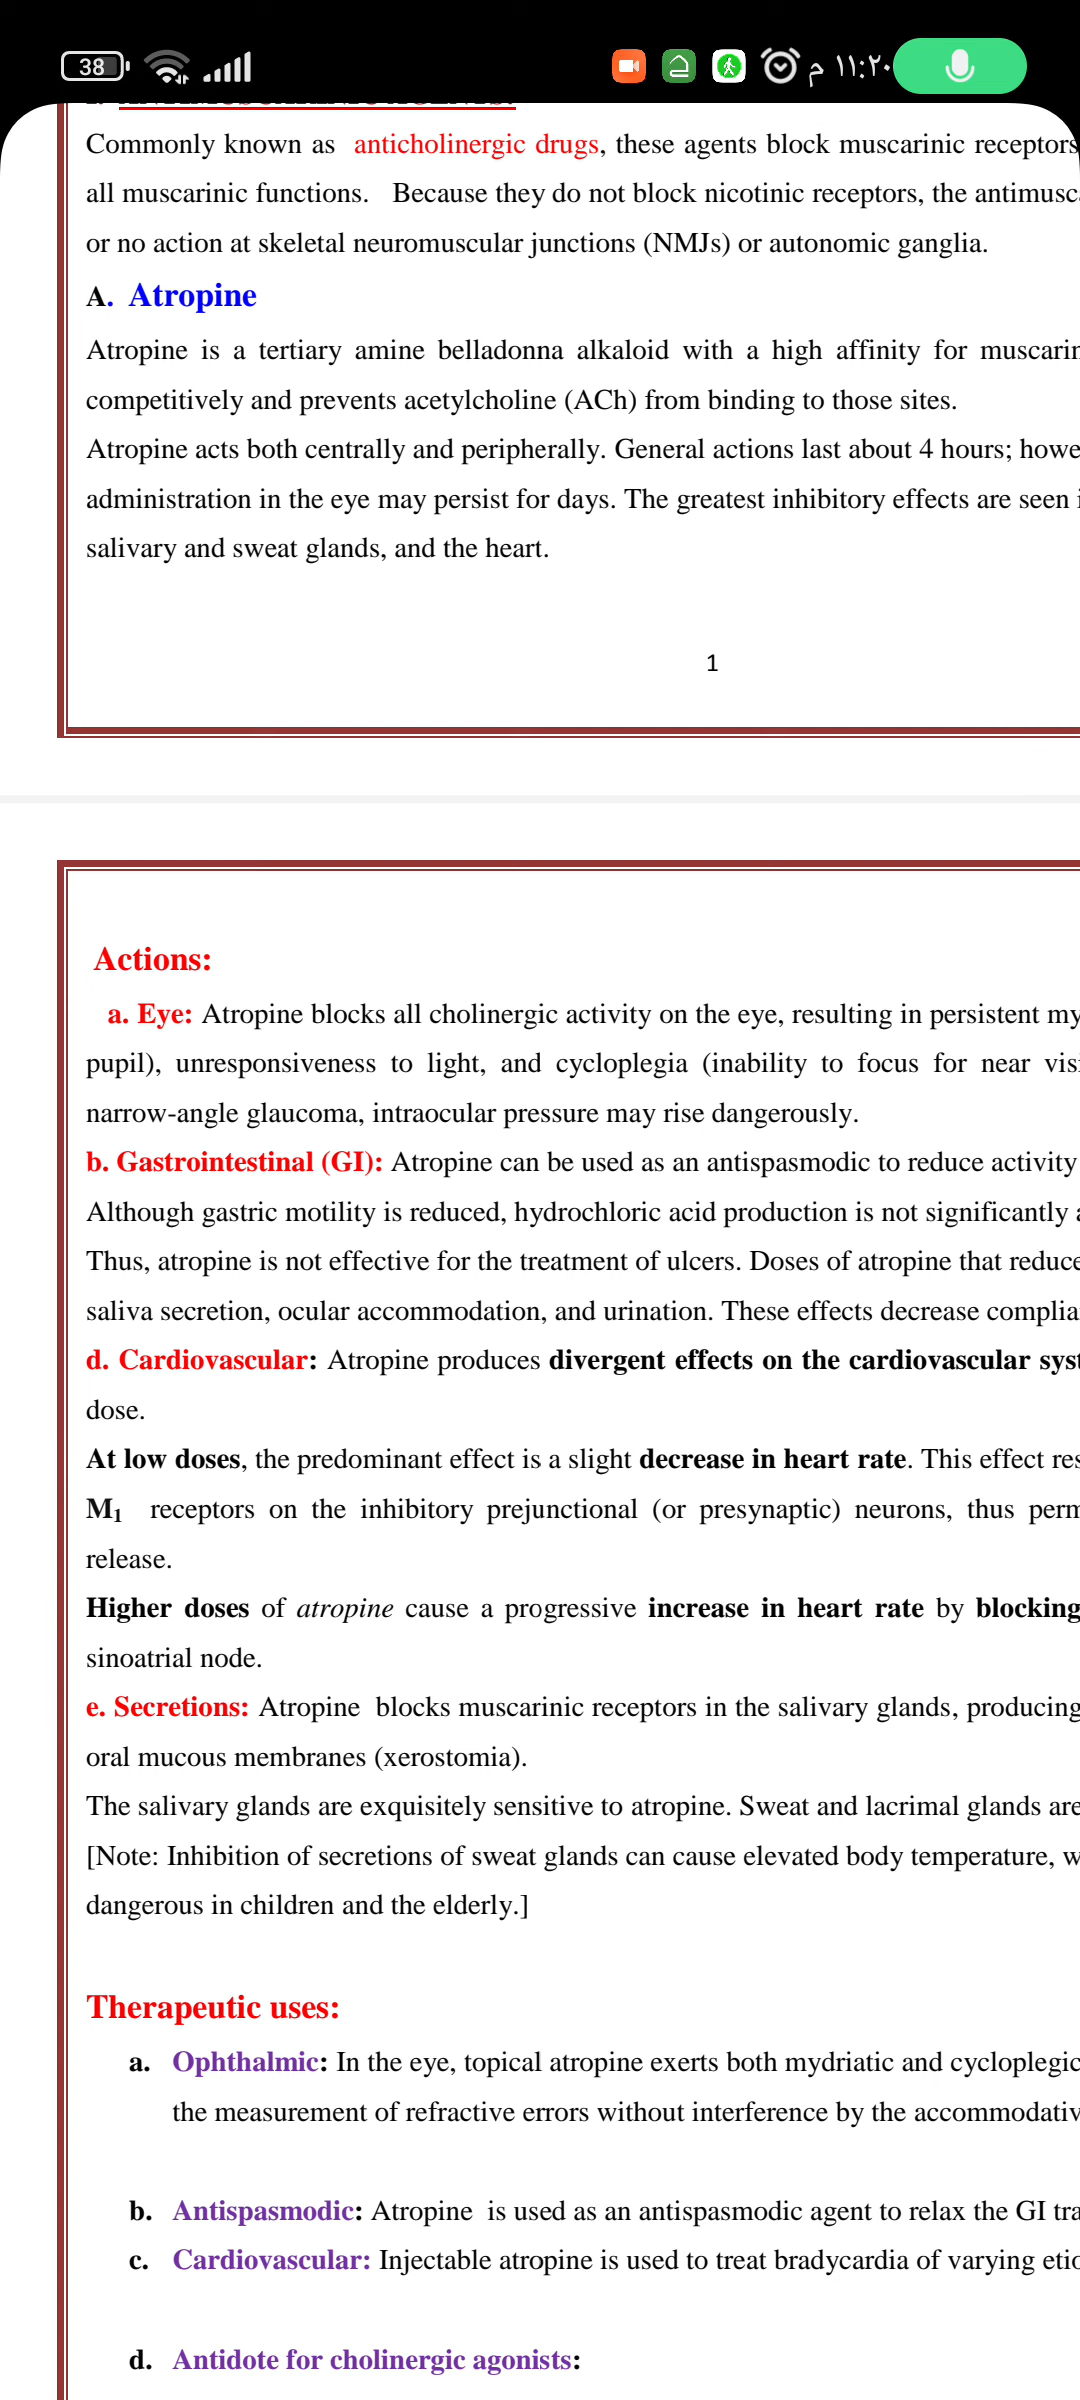 38
م ١١:٢٠
Commonly known as anticholinergic drugs, these agents block muscarinic receptors
all muscarinic functions. Because they do not block nicotinic receptors, the antimusc
or no action at skeletal neuromuscular junctions (NMJs) or autonomic ganglia.
A. Atropine
Atropine is a tertiary amine belladonna alkaloid with a high affinity for muscarin
competitively and prevents acetylcholine (ACh) from binding to those sites.
Atropine acts both centrally and peripherally. General actions last about 4 hours; howe
administration in the eye may persist for days. The greatest inhibitory effects are seen i
salivary and sweat glands, and the heart.
1
Actions:
a. Eye: Atropine blocks all cholinergic activity on the eye, resulting in persistent my
pupil), unresponsiveness to light, and cycloplegia (inability to focus for near visi
narrow-angle glaucoma, intraocular pressure may rise dangerously.
b. Gastrointestinal (GI): Atropine can be used as an antispasmodic to reduce activity
Although gastric motility is reduced, hydrochloric acid production is not significantly
Thus, atropine is not effective for the treatment of ulcers. Doses of atropine that reduce
saliva secretion, ocular accommodation, and urination. These effects decrease complia
d. Cardiovascular: Atropine produces divergent effects on the cardiovascular syst
dose.
At low doses, the predominant effect is a slight decrease in heart rate. This effect res
M₁ receptors on the inhibitory prejunctional (or presynaptic) neurons, thus perm
release.
Higher doses of atropine cause a progressive increase in heart rate by blocking
sinoatrial node.
e. Secretions: Atropine blocks muscarinic receptors in the salivary glands, producing
oral mucous membranes (xerostomia).
The salivary glands are exquisitely sensitive to atropine. Sweat and lacrimal glands are
[Note: Inhibition of secretions of sweat glands can cause elevated body temperature, w
dangerous in children and the elderly.]
Therapeutic uses:
a. Ophthalmic: In the eye, topical atropine exerts both mydriatic and cycloplegic
the measurement of refractive errors without interference by the accommodativ
b. Antispasmodic: Atropine is used as an antispasmodic agent to relax the GI tra
c. Cardiovascular: Injectable atropine is used to treat bradycardia of varying etio
d. Antidote for cholinergic agonists: